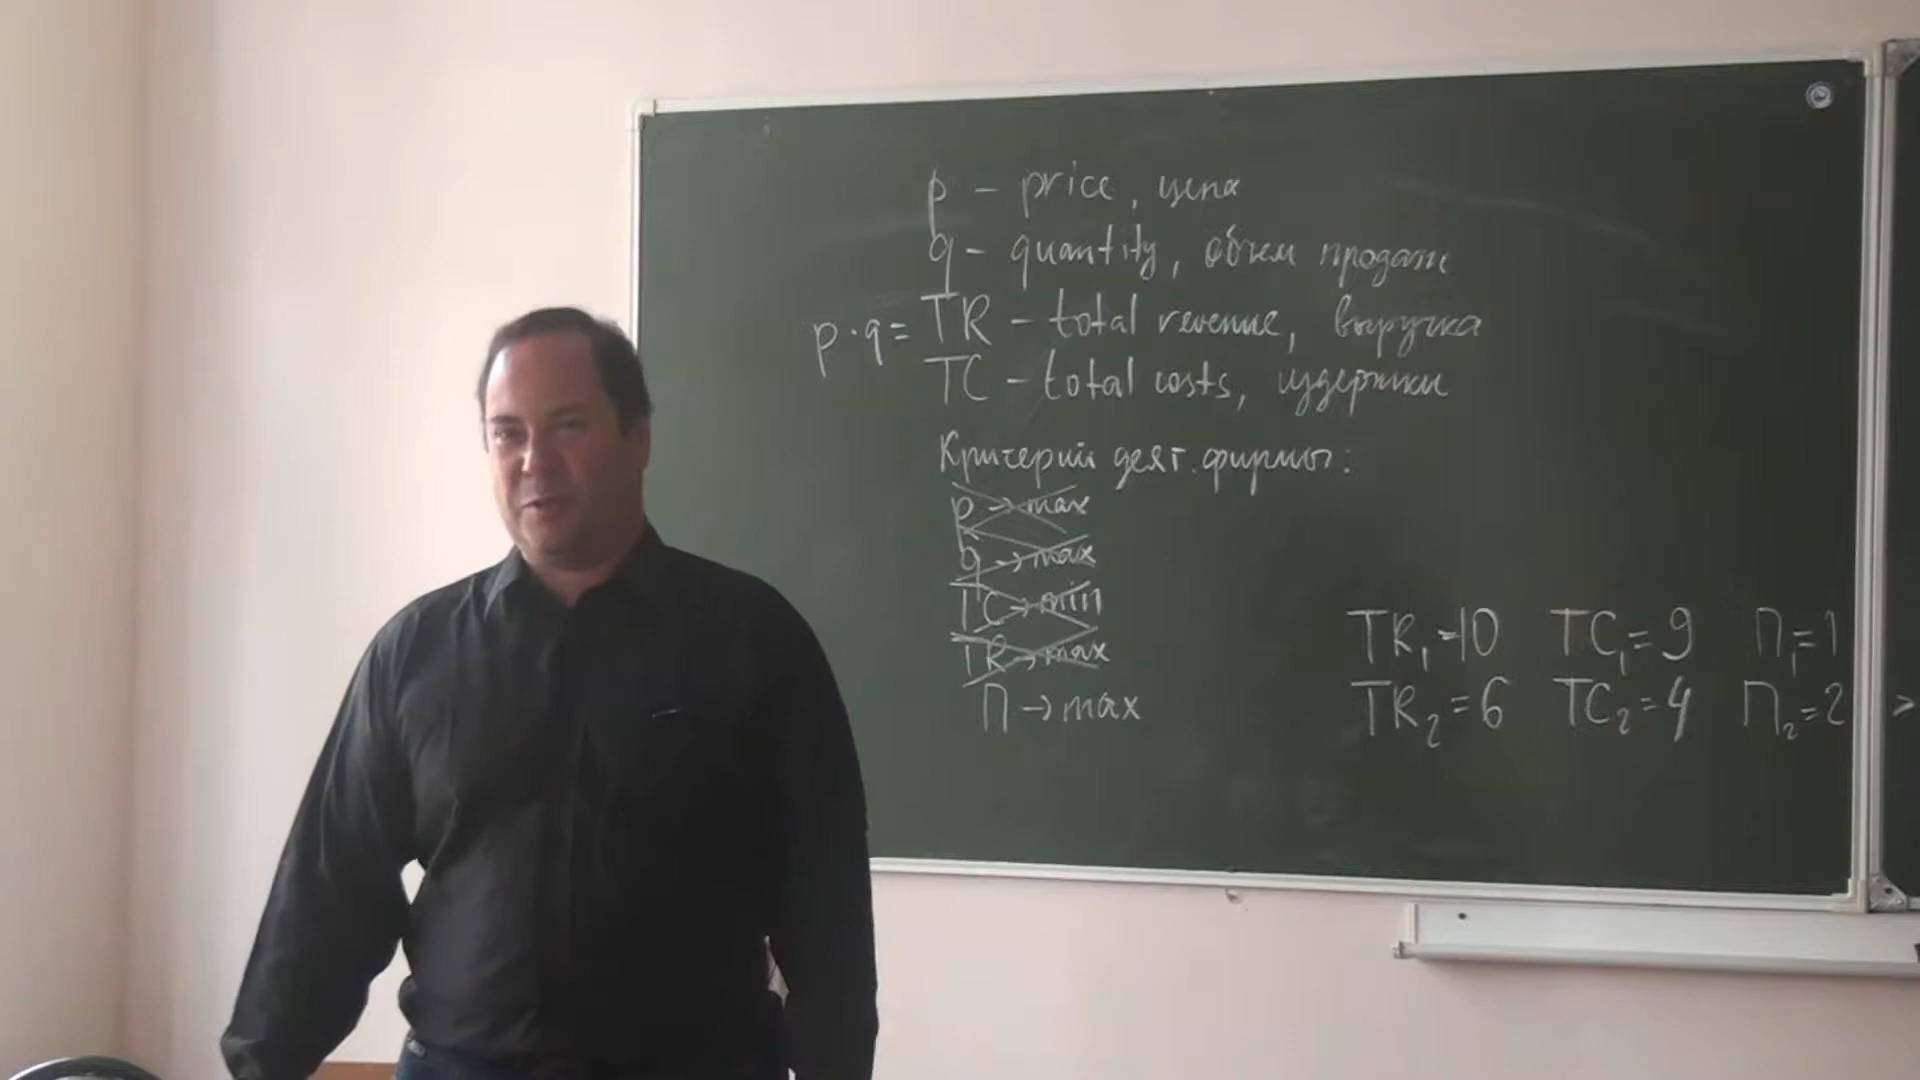 p – price, цена
q – quantity, объем продаж
p·q = TR – total revenue, выручка
TC – total costs, издержки
Критерий деят. фирмы:
p → max
q → max
TC → min
TR → max
П → max
TR₁=10 TC₁=9 П₁=1
TR₂=6 TC₂=4 П₂=2 >